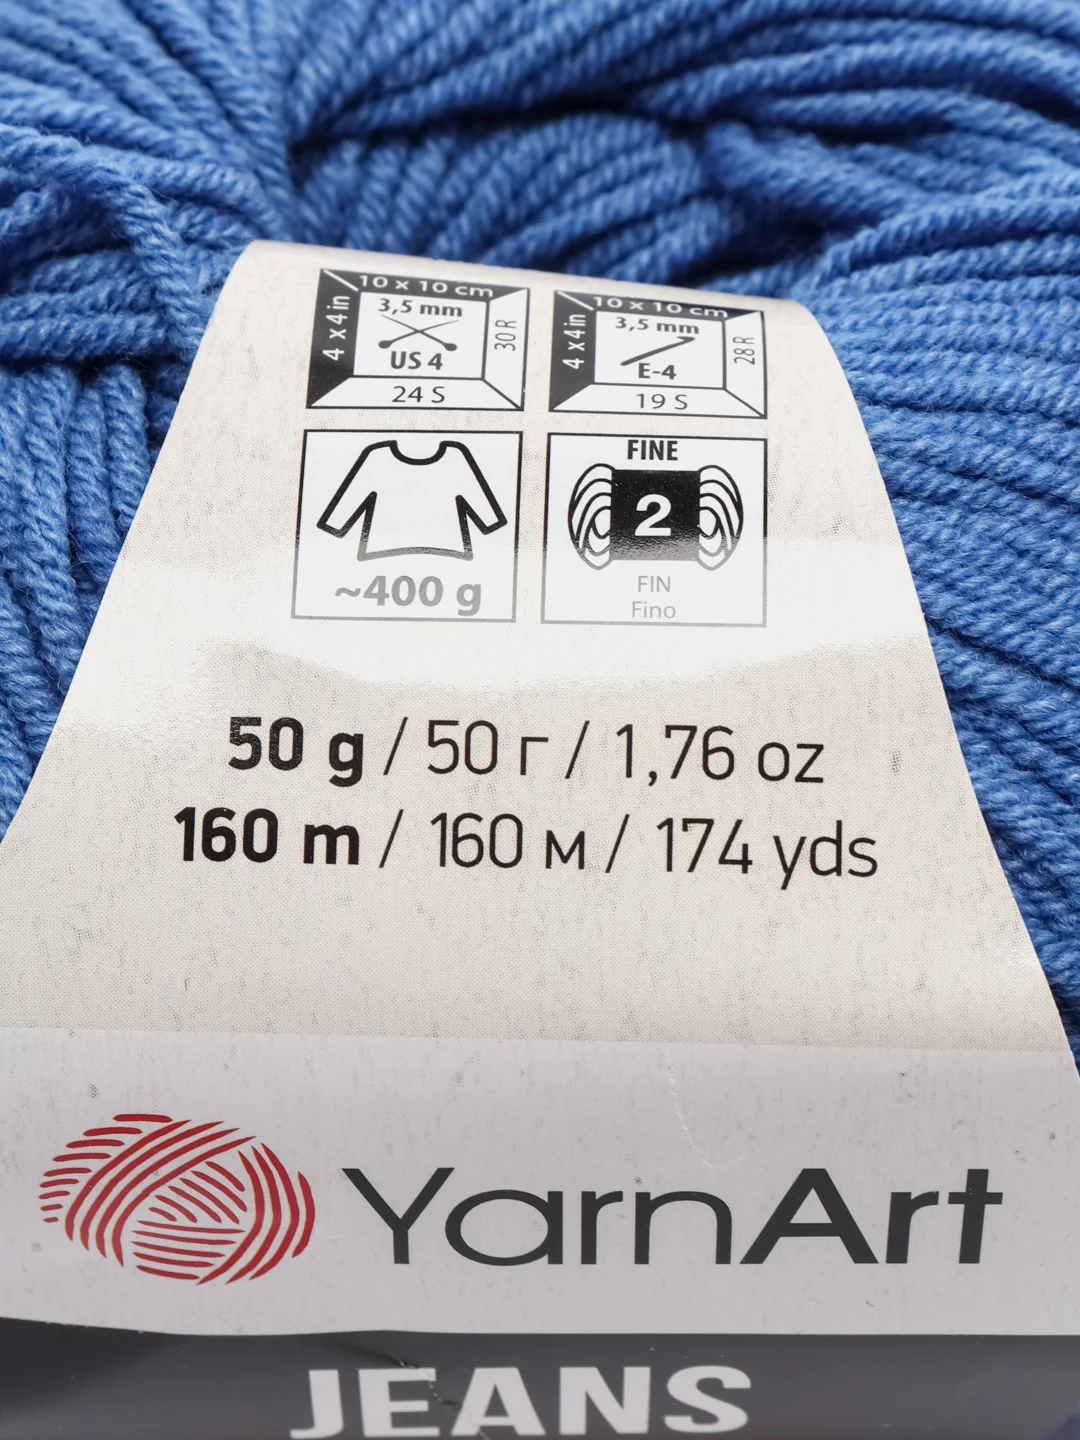 10 x 10 cm
4 x 4 in
3,5 mm
US 4
30 R
24 S
10 x 10 cm
4 x 4 in
3,5 mm
E-4
28 R
19 S
~400 g
FINE
2
FIN
Fino
50 g / 50 г / 1,76 oz
160 m / 160 м / 174 yds
YarnArt
JEANS